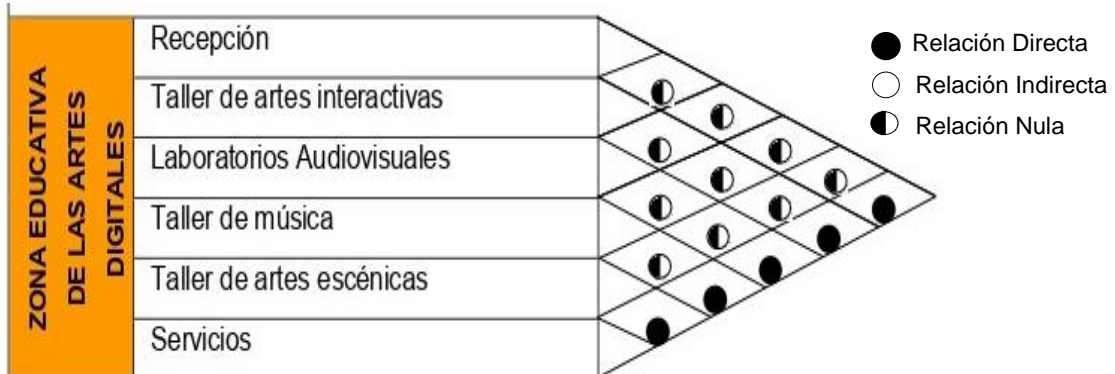 ZONA EDUCATIVA
DE LAS ARTES
DIGITALES
Recepción
Taller de artes interactivas
Laboratorios Audiovisuales
Taller de música
Taller de artes escénicas
Servicios
Relación Directa
Relación Indirecta
Relación Nula